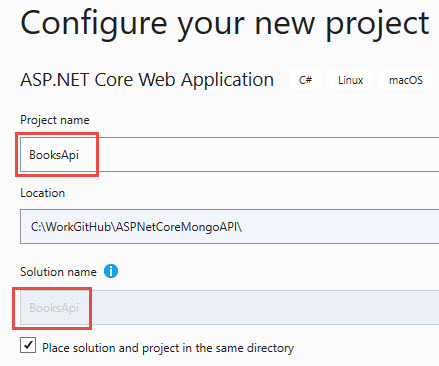 Configure your new project
ASP.NET Core Web Application C# Linux macOS
Project name
BooksApi
Location
C:\WorkGitHub\ASPNetCoreMongoAPI\
Solution name i
BooksApi
Place solution and project in the same directory